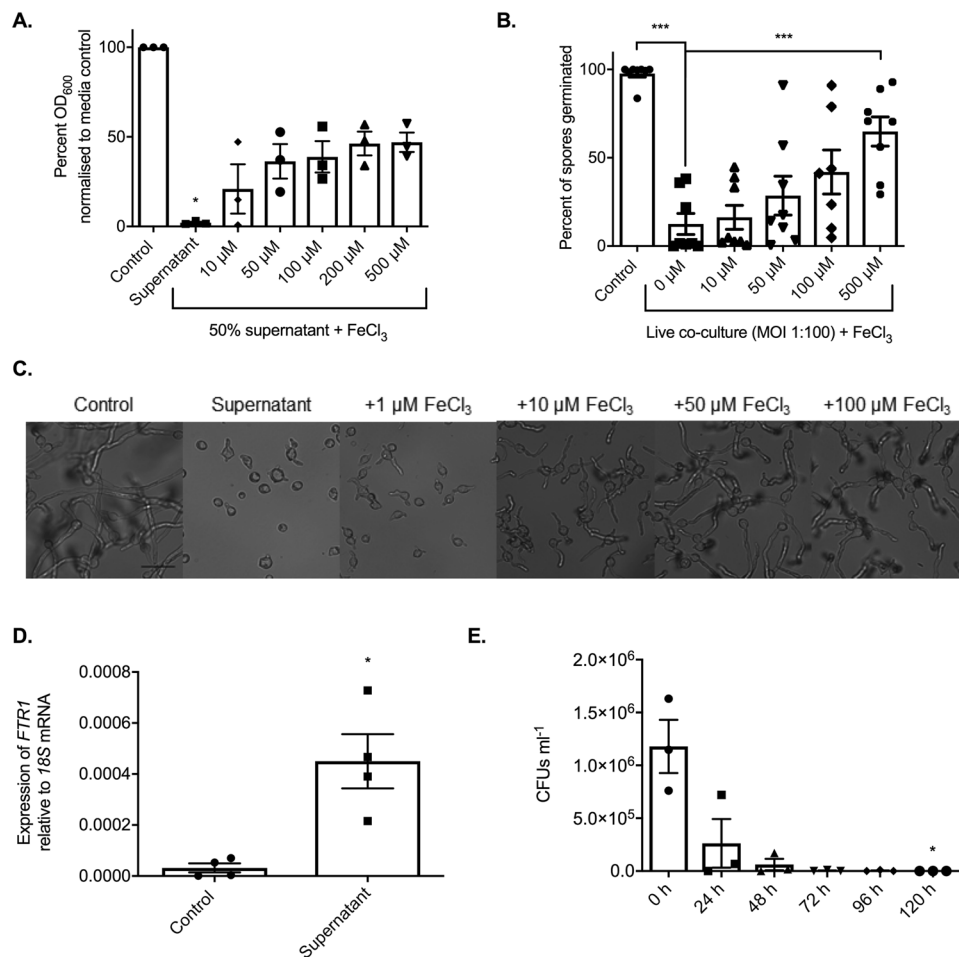 A.
Percent OD600
normalised to media control
100
50
0
*
Control
Supernatant
10 µM
50 µM
100 µM
200 µM
500 µM
50% supernatant + FeCl3
B.
Percent of spores germinated
100
50
0
***
***
Control
0 µM
10 µM
50 µM
100 µM
500 µM
Live co-culture (MOI 1:100) + FeCl3
C.
Control
Supernatant
+1 µM FeCl3
+10 µM FeCl3
+50 µM FeCl3
+100 µM FeCl3
D.
Expression of FTR1
relative to 18S mRNA
0.0008
0.0006
0.0004
0.0002
0.0000
*
Control
Supernatant
E.
CFUs ml-1
2.0×10^6
1.5×10^6
1.0×10^6
5.0×10^5
0.0
*
0 h
24 h
48 h
72 h
96 h
120 h